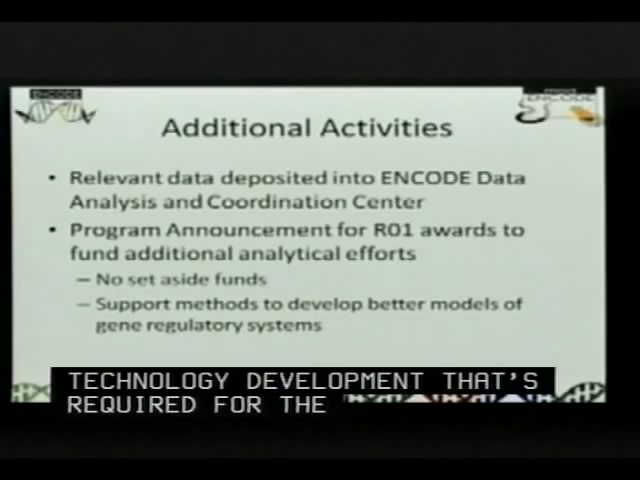 ENCODE
ENCODE
Additional Activities
• Relevant data deposited into ENCODE Data
Analysis and Coordination Center
• Program Announcement for R01 awards to
fund additional analytical efforts
– No set aside funds
– Support methods to develop better models of
gene regulatory systems
TECHNOLOGY DEVELOPMENT THAT'S
REQUIRED FOR THE